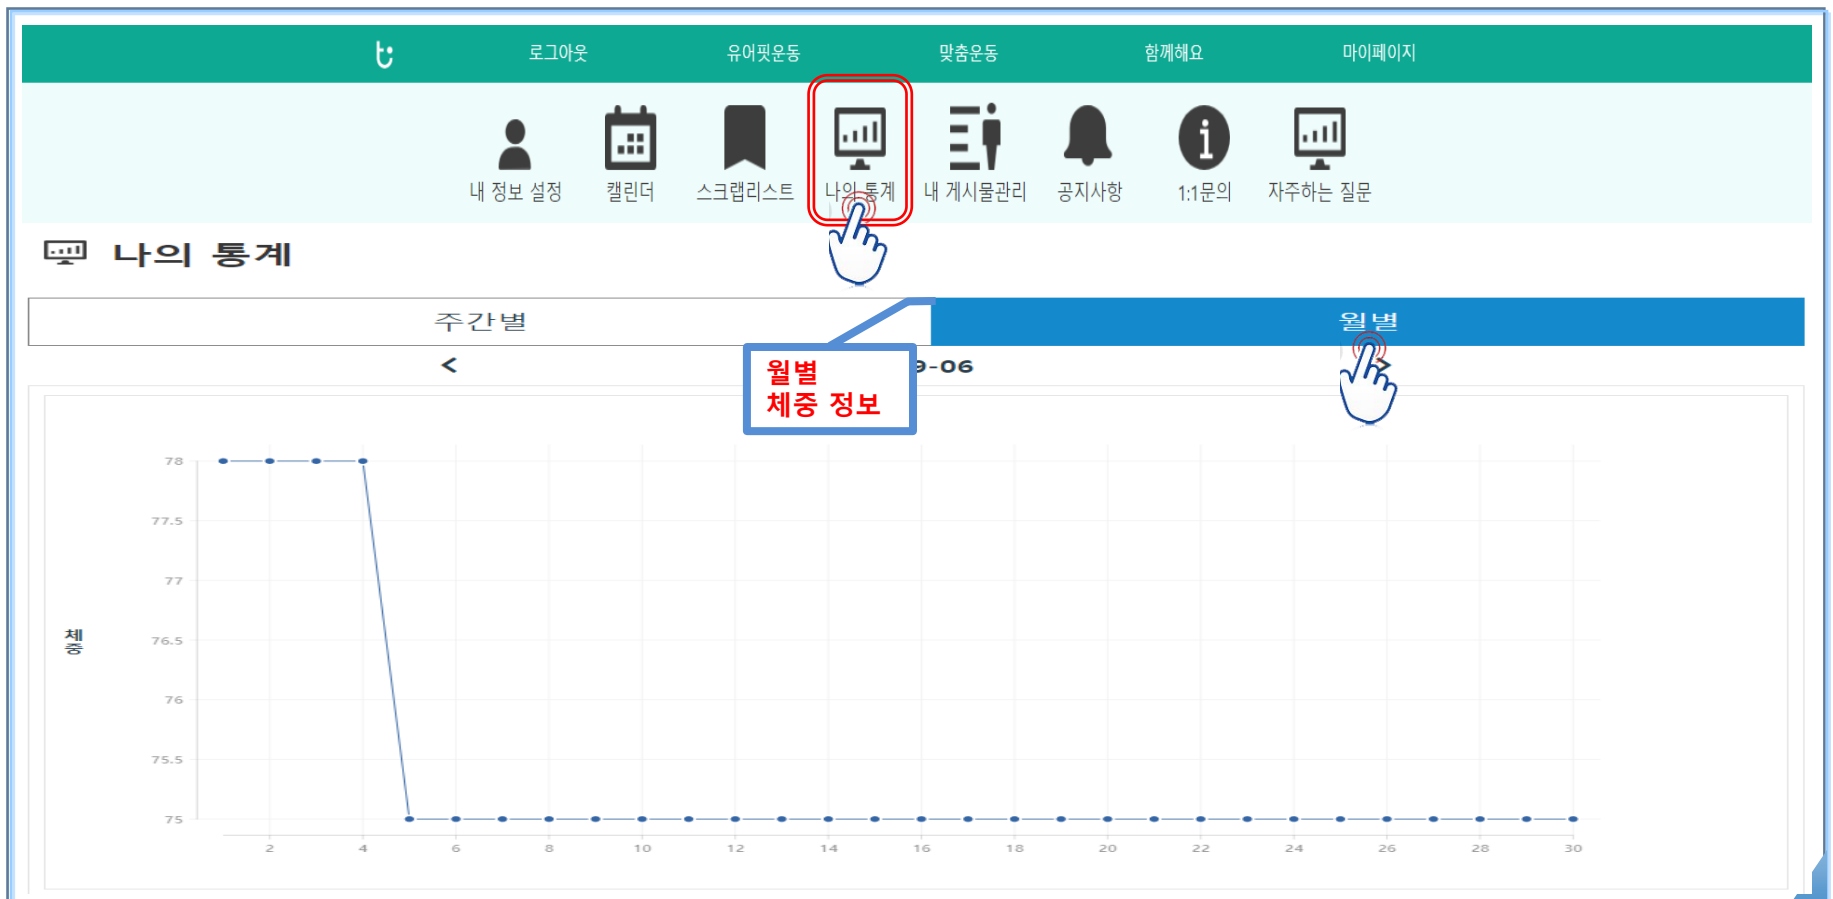 로그아웃
유어핏운동
맞춤운동
함께해요
마이페이지
내 정보 설정
캘린더
스크랩리스트
나의 통계
내 게시물관리
공지사항
1:1문의
자주하는 질문
나의 통계
주간별
월별
<
9-06
>
월별
체중 정보
78
77.5
77
76.5
76
75.5
75
체중
2 4 6 8 10 12 14 16 18 20 22 24 26 28 30